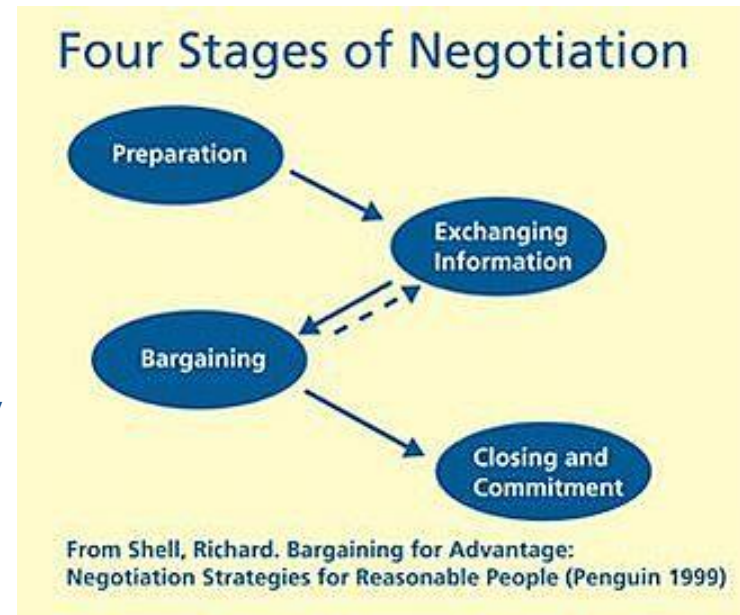 Four Stages of Negotiation
Preparation
Exchanging
Information
Bargaining
Closing and
Commitment
From Shell, Richard. Bargaining for Advantage:
Negotiation Strategies for Reasonable People (Penguin 1999)